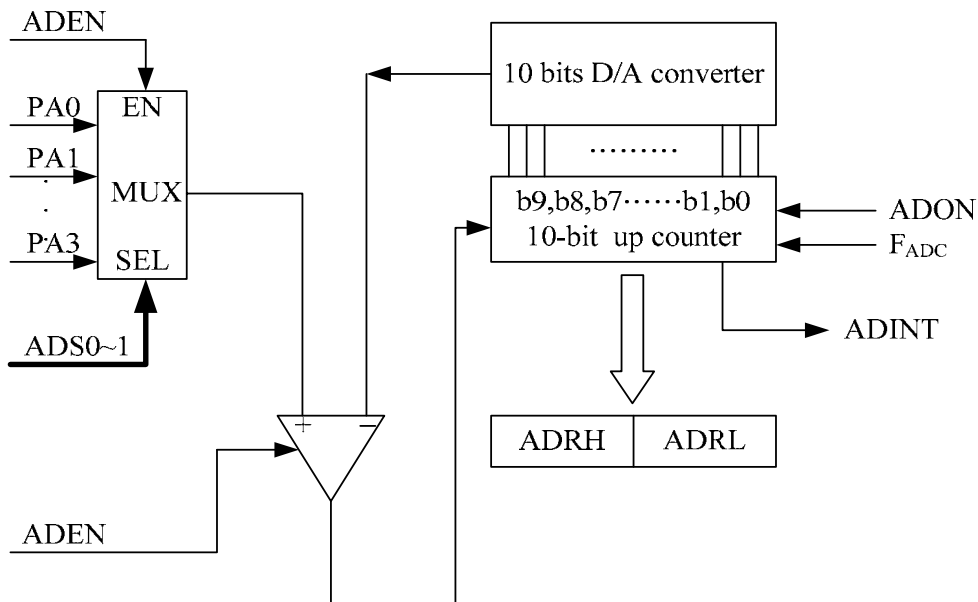 ADEN
PA0
EN
PA1
.
.
MUX
PA3
SEL
ADS0~1
10 bits D/A converter
.........
b9,b8,b7······b1,b0
10-bit up counter
ADON
FADC
ADINT
ADRH
ADRL
+
−
ADEN